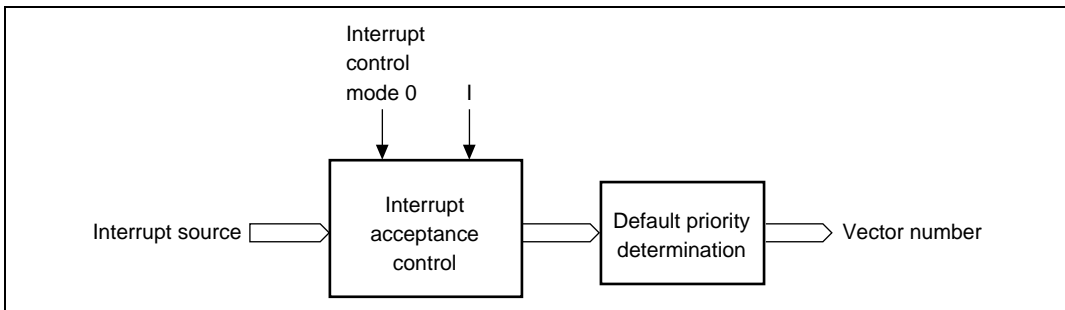 Interrupt
control
mode 0
I
Interrupt source
Interrupt
acceptance
control
Default priority
determination
Vector number